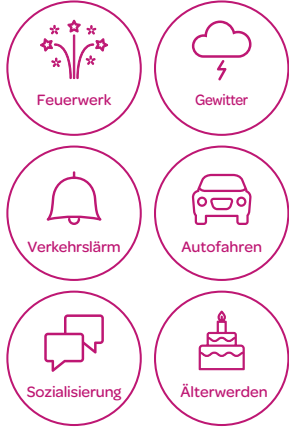 Feuerwerk
Gewitter
Verkehrslärm
Autofahren
Sozialisierung
Älterwerden